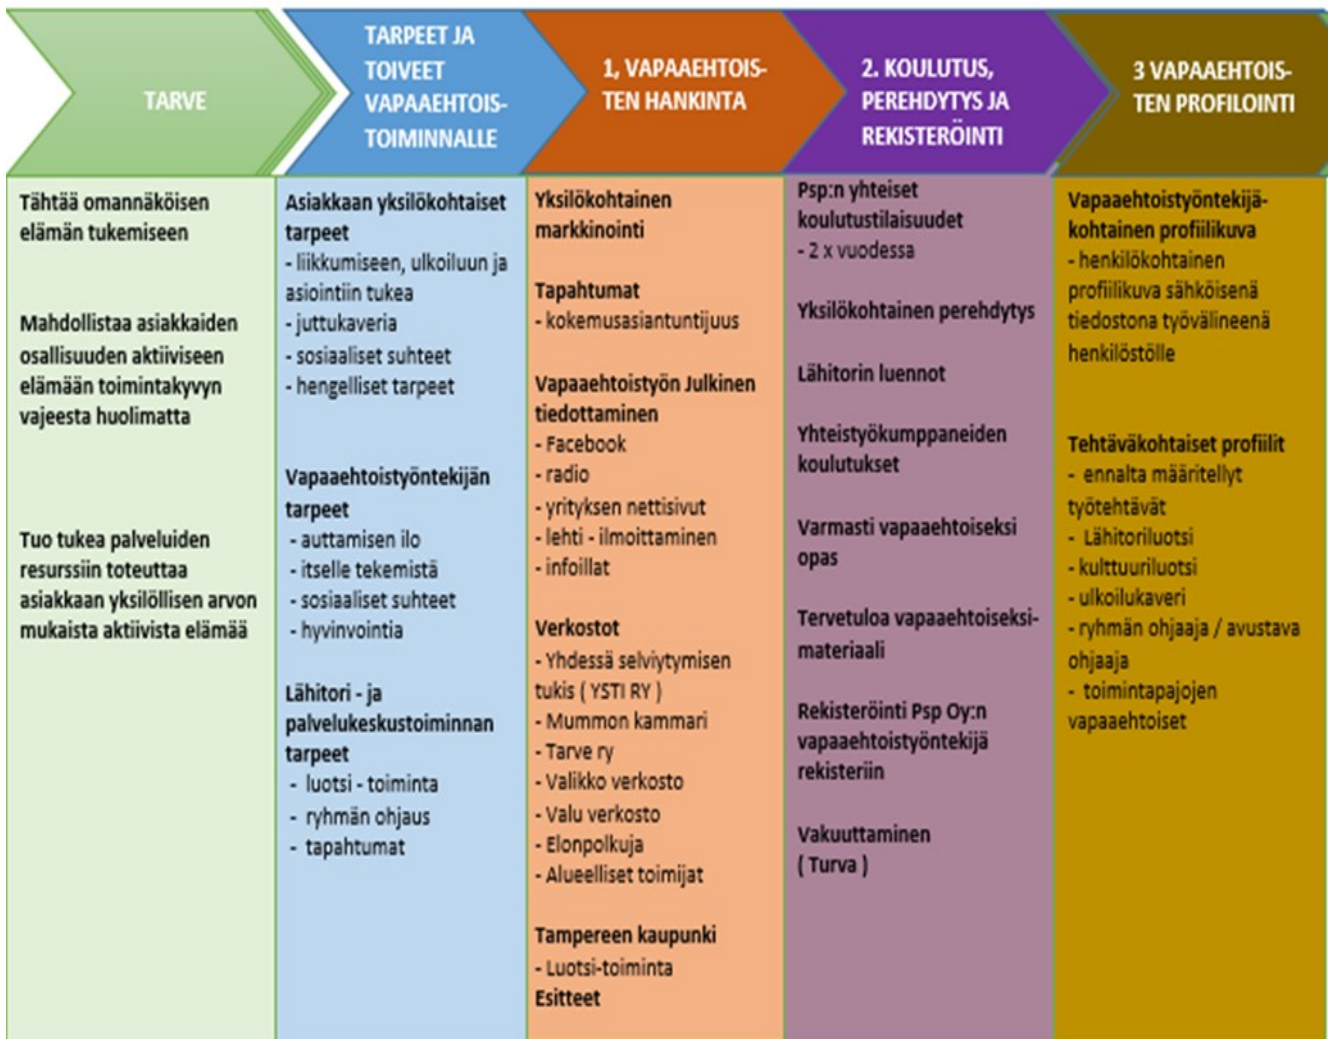 TARVE
Tähtää omannäköisen
elämän tukemiseen
Mahdollistaa asiakkaiden
osallisuuden aktiiviseen
elämään toimintakyvyn
vajeesta huolimatta
Tuo tukea palveluiden
resurssiin toteuttaa
asiakkaan yksilöllisen arvon
mukaista aktiivista elämää
TARPEET JA
TOIVEET
VAPAAEHTOIS-
TOIMINNALLE
Asiakkaan yksilökohtaiset
tarpeet
- liikkumiseen, ulkoiluun ja
asiointiin tukea
- juttukaveria
- sosiaaliset suhteet
- hengelliset tarpeet
Vapaaehtoistyöntekijän
tarpeet
- auttamisen ilo
- itselle tekemistä
- sosiaaliset suhteet
- hyvinvointia
Lähitori - ja
palvelukeskustoiminnan
tarpeet
- luotsi - toiminta
- ryhmän ohjaus
- tapahtumat
1, VAPAAEHTOIS-
TEN HANKINTA
Yksilökohtainen
markkinointi
Tapahtumat
- kokemusasiantuntijuus
Vapaaehtoistyön Julkinen
tiedottaminen
- Facebook
- radio
- yrityksen nettisivut
- lehti - ilmoittaminen
- infoillat
Verkostot
- Yhdessä selviytymisen
tukis ( YSTI RY )
- Mummon kammari
- Tarve ry
- Valikko verkosto
- Valu verkosto
- Elonpolkuja
- Alueelliset toimijat
Tampereen kaupunki
- Luotsi-toiminta
Esitteet
2. KOULUTUS,
PEREHDYTYS JA
REKISTERÖINTI
Psp:n yhteiset
koulutustilaisuudet
- 2 x vuodessa
Yksilökohtainen perehdytys
Lähitorin luennot
Yhteistyökumppaneiden
koulutukset
Varmasti vapaaehtoiseksi
opas
Tervetuloa vapaaehtoiseksi-
materiaali
Rekisteröinti Psp Oy:n
vapaaehtoistyöntekijä
rekisteriin
Vakuuttaminen
( Turva )
3 VAPAAEHTOIS-
TEN PROFILOINTI
Vapaaehtoistyöntekijä-
kohtainen profiilikuva
- henkilökohtainen
profiilikuva sähköisenä
tiedostona työvälineenä
henkilöstölle
Tehtäväkohtaiset profiilit
- ennalta määritellyt
työtehtävät
- Lähitoriluotsi
- kulttuuriluotsi
- ulkoilukaveri
- ryhmän ohjaaja / avustava
ohjaaja
- toimintapajojen
vapaaehtoiset